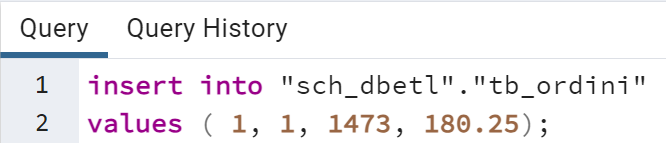 Query Query History
1 insert into "sch_dbetl"."tb_ordini"
2 values ( 1, 1, 1473, 180.25);